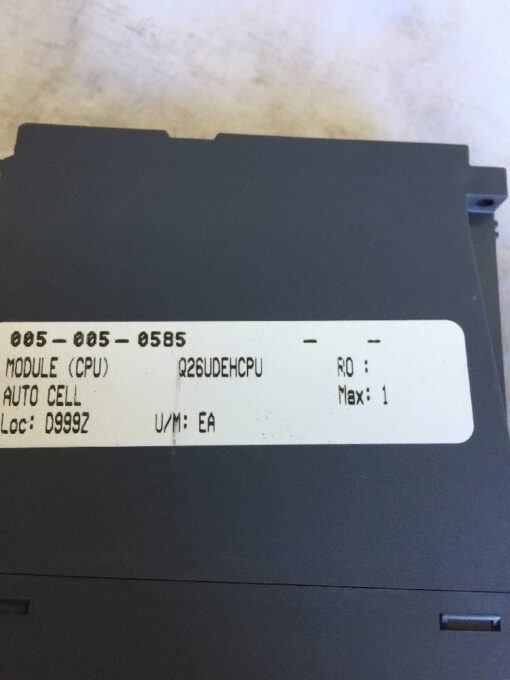 005-005-0585 - -
MODULE (CPU) Q26UDEHCPU RO :
AUTO CELL Max: 1
Loc: D999Z U/M: EA